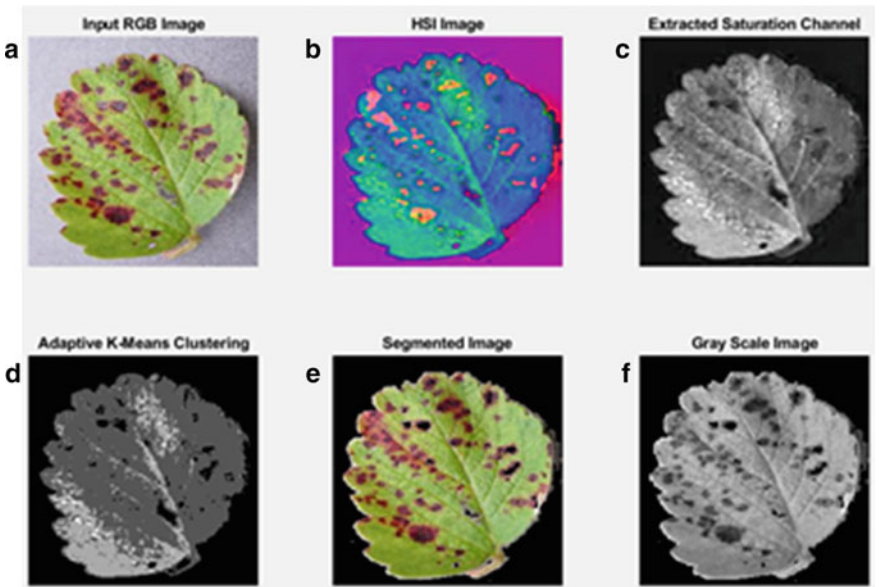 Input RGB Image
HSI Image
Extracted Saturation Channel
a
b
c
Adaptive K-Means Clustering
Segmented Image
Gray Scale Image
d
e
f